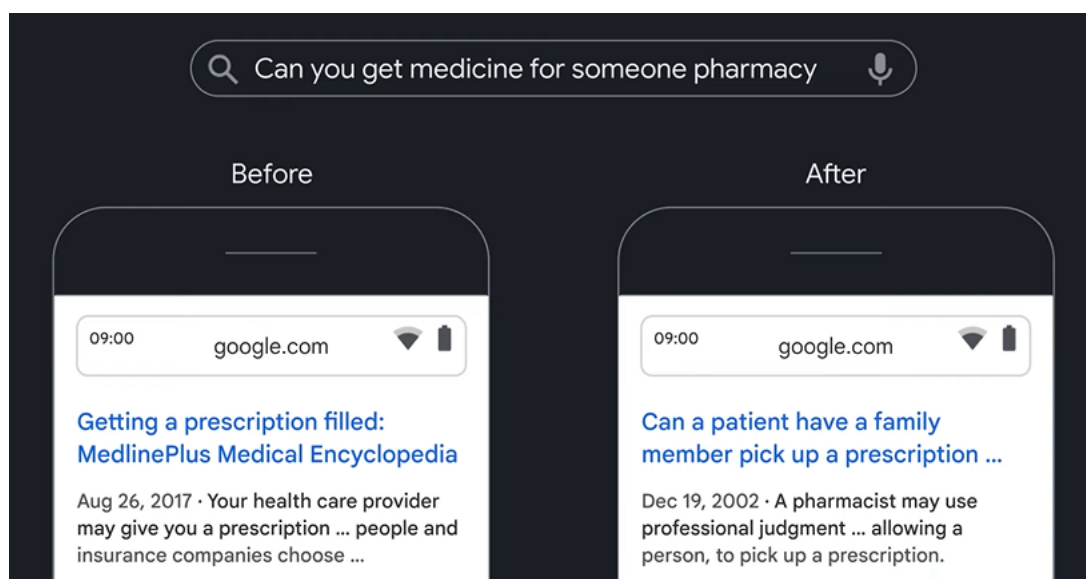 Can you get medicine for someone pharmacy
Before
After
09:00
google.com
Getting a prescription filled:
MedlinePlus Medical Encyclopedia
Aug 26, 2017 · Your health care provider
may give you a prescription ... people and
insurance companies choose ...
09:00
google.com
Can a patient have a family
member pick up a prescription ...
Dec 19, 2002 · A pharmacist may use
professional judgment ... allowing a
person, to pick up a prescription.